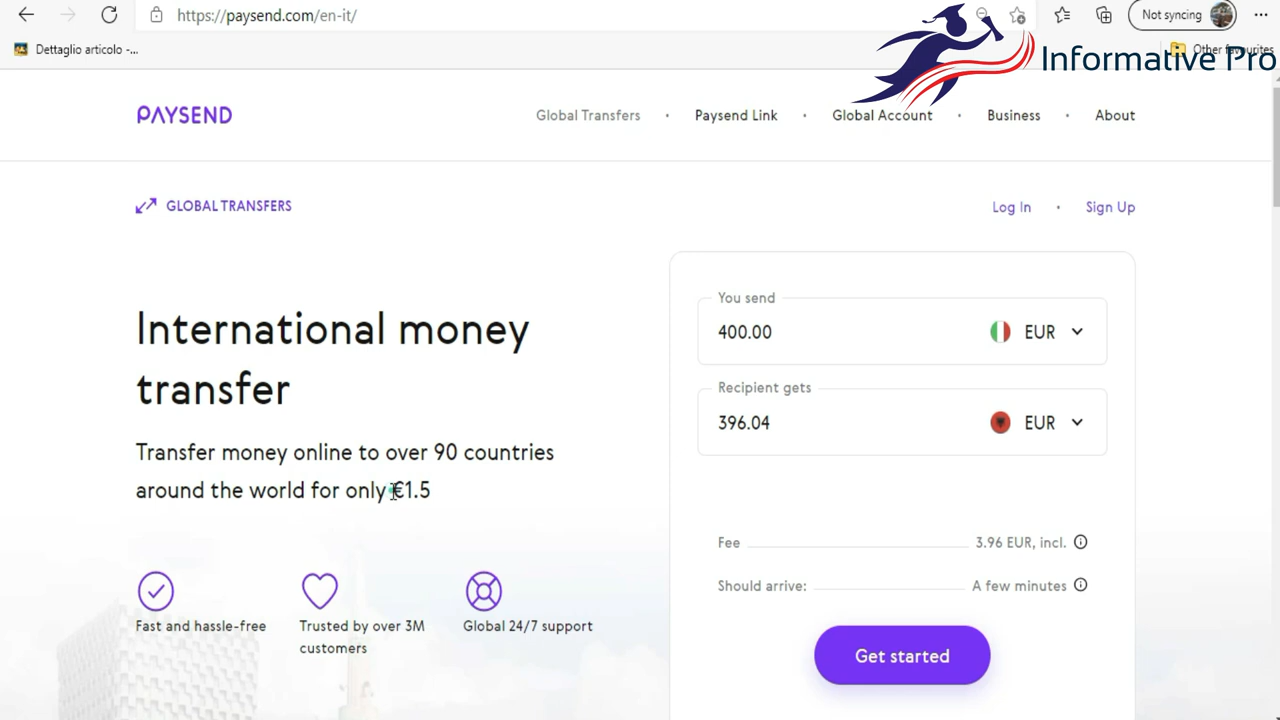 https://paysend.com/en-it/
Not syncing
Dettaglio articolo -...
Other favourites
Informative Pro
PAYSEND
Global Transfers • Paysend Link • Global Account • Business • About
GLOBAL TRANSFERS
Log In • Sign Up
International money
transfer
Transfer money online to over 90 countries
around the world for only €1.5
Fast and hassle-free
Trusted by over 3M
customers
Global 24/7 support
You send
400.00 EUR
Recipient gets
396.04 EUR
Fee 3.96 EUR, incl.
Should arrive: A few minutes
Get started